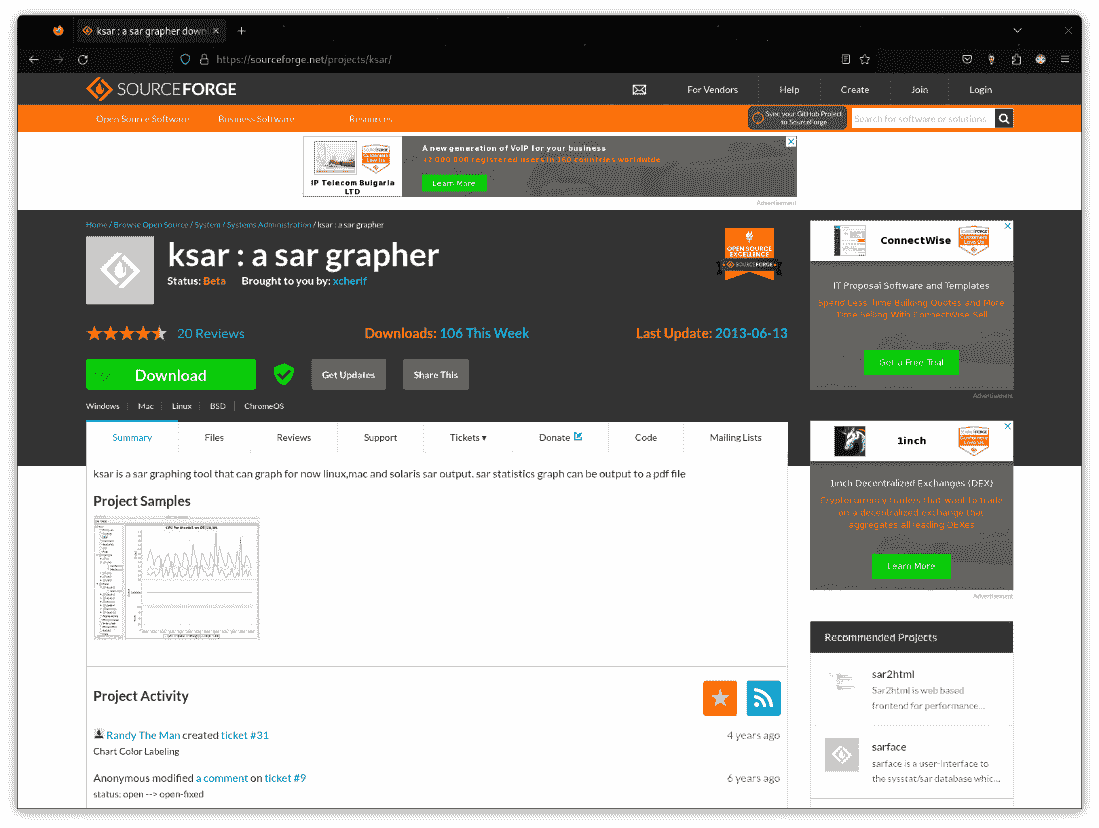 ksar : a sar grapher down
https://sourceforge.net/projects/ksar/
SOURCEFORGE
For Vendors Help Create Join Login
Open Source Software Business Software Resources
Sync your GitHub Project
to SourceForge
Search for software or solutions
IP Telecom Bulgaria
LTD
A new generation of VoIP for your business
+2 000 000 registered users in 160 countries worldwide
Learn More
Advertisement
Home / Browse Open Source / System / Systems Administration / ksar : a sar grapher
ksar : a sar grapher
Status: Beta Brought to you by: xcherif
OPEN SOURCE
EXCELLENCE
SOURCEFORGE
20 Reviews
Downloads: 106 This Week
Last Update: 2013-06-13
Download
Get Updates
Share This
Windows Mac Linux BSD ChromeOS
Summary Files Reviews Support Tickets ▾ Donate Code Mailing Lists
ksar is a sar graphing tool that can graph for now linux,mac and solaris sar output. sar statistics graph can be output to a pdf file
Project Samples
Project Activity
Randy The Man created ticket #31
4 years ago
Chart Color Labeling
Anonymous modified a comment on ticket #9
6 years ago
status: open --> open-fixed
ConnectWise
IT Proposal Software and Templates
Spend Less Time Building Quotes and More
Time Selling With ConnectWise Sell
Get a Free Trial
Advertisement
1inch
1inch Decentralized Exchanges (DEX)
Cryptocurrency traders that want to trade
on a decentralized exchange that
aggregates all leading DEXes
Learn More
Advertisement
Recommended Projects
sar2html
Sar2html is web based
frontend for performance...
sarface
sarface is a user-interface to
the sysstat/sar database whic...